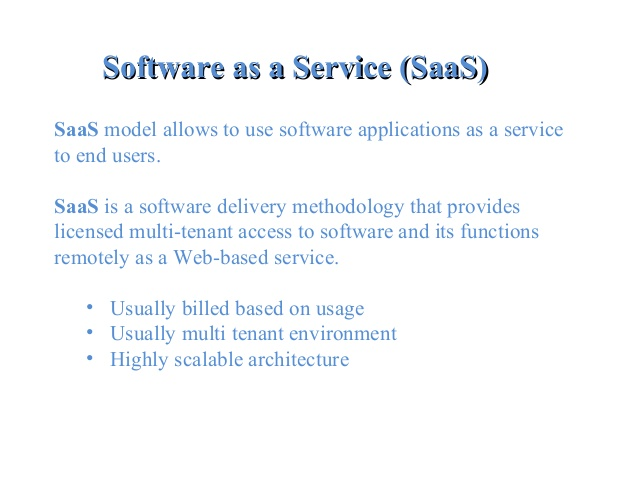 Software as a Service (SaaS)
SaaS model allows to use software applications as a service
to end users.
SaaS is a software delivery methodology that provides
licensed multi-tenant access to software and its functions
remotely as a Web-based service.
• Usually billed based on usage
• Usually multi tenant environment
• Highly scalable architecture